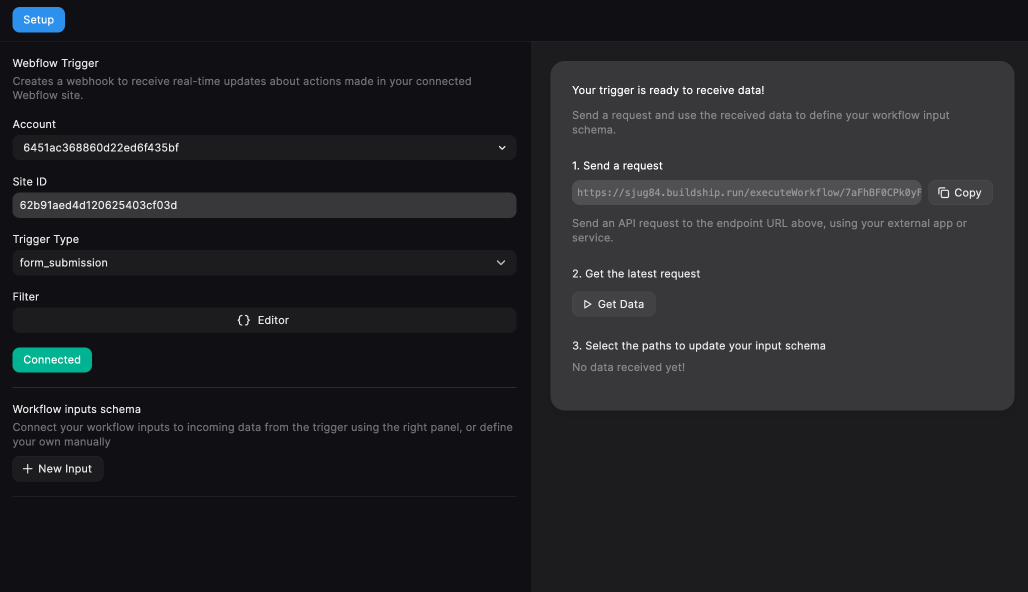 Setup
Webflow Trigger
Creates a webhook to receive real-time updates about actions made in your connected
Webflow site.
Account
6451ac368860d22ed6f435bf
Site ID
62b91aed4d120625403cf03d
Trigger Type
form_submission
Filter
{} Editor
Connected
Workflow inputs schema
Connect your workflow inputs to incoming data from the trigger using the right panel, or define
your own manually
+ New Input
Your trigger is ready to receive data!
Send a request and use the received data to define your workflow input
schema.
1. Send a request
https://sjug84.buildship.run/executeWorkflow/7aFhBF0CPk0yF
Copy
Send an API request to the endpoint URL above, using your external app or
service.
2. Get the latest request
Get Data
3. Select the paths to update your input schema
No data received yet!